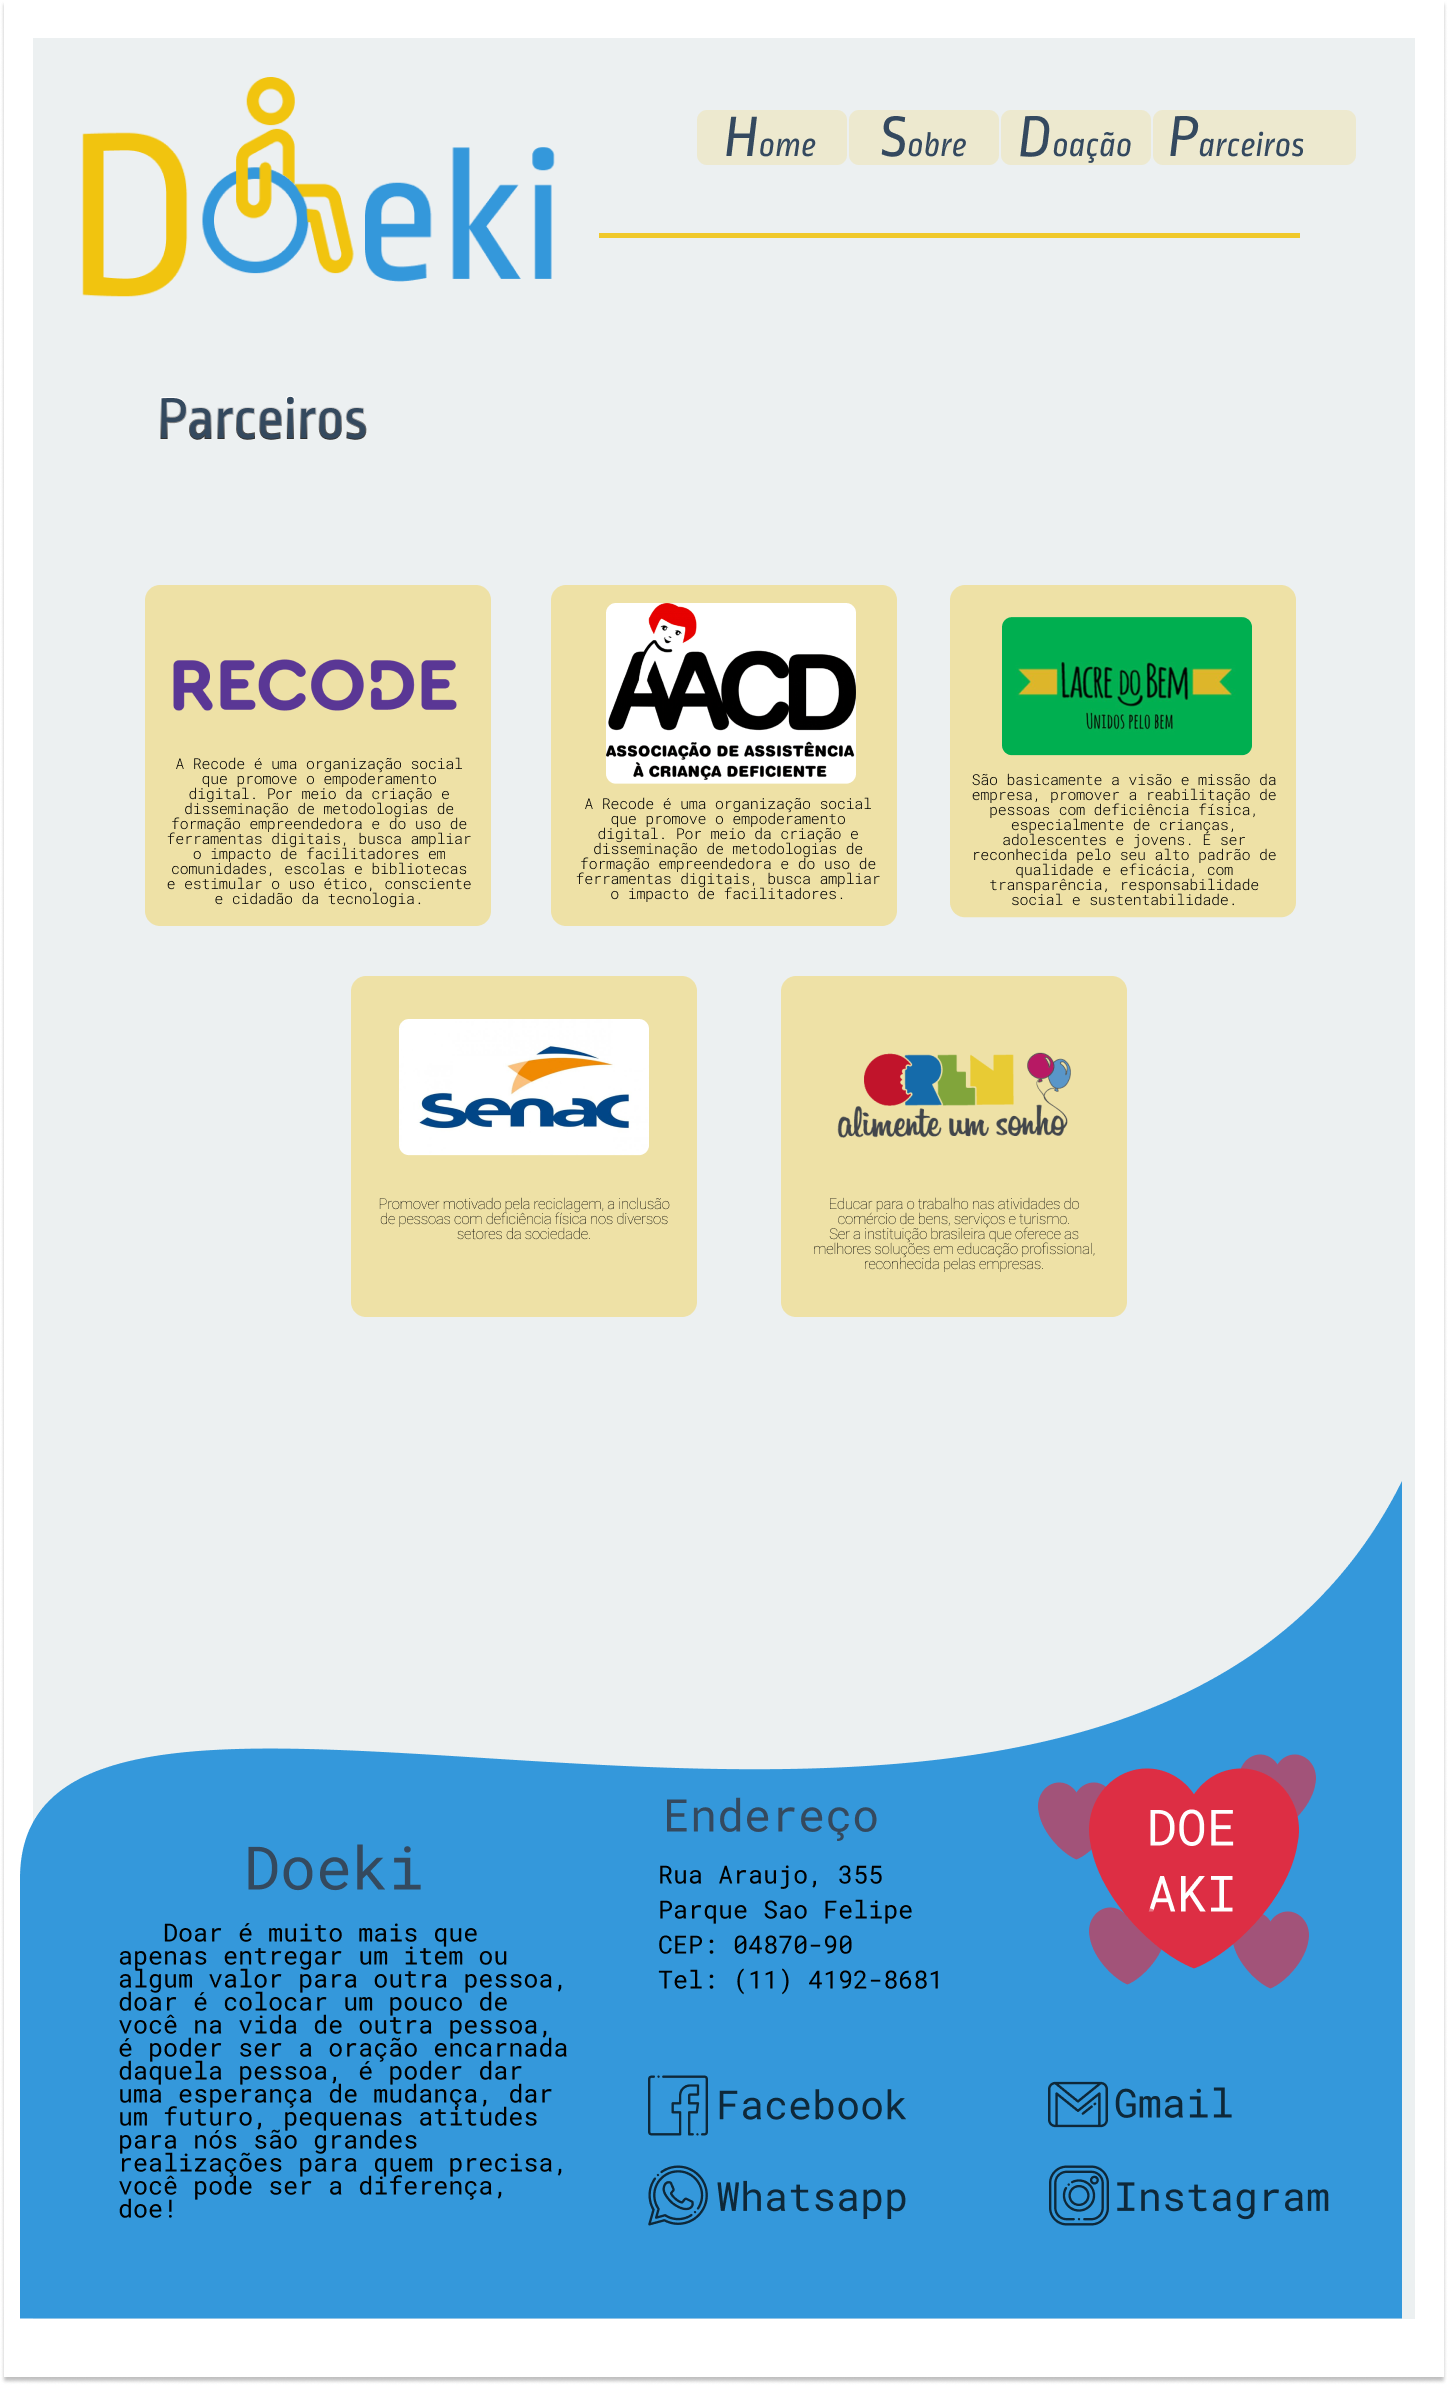 Doeki
Home Sobre Doação Parceiros
Parceiros
RECODE
A Recode é uma organização social
que promove o empoderamento
digital. Por meio da criação e
disseminação de metodologias de
formação empreendedora e do uso de
ferramentas digitais, busca ampliar
o impacto de facilitadores em
comunidades, escolas e bibliotecas
e estimular o uso ético, consciente
e cidadão da tecnologia.
AACD
ASSOCIAÇÃO DE ASSISTÊNCIA
À CRIANÇA DEFICIENTE
A Recode é uma organização social
que promove o empoderamento
digital. Por meio da criação e
disseminação de metodologias de
formação empreendedora e do uso de
ferramentas digitais, busca ampliar
o impacto de facilitadores.
LACRE DO BEM
UNIDOS PELO BEM
São basicamente a visão e missão da
empresa, promover a reabilitação de
pessoas com deficiência física,
especialmente de crianças,
adolescentes e jovens. E ser
reconhecida pelo seu alto padrão de
qualidade e eficácia, com
transparência, responsabilidade
social e sustentabilidade.
senac
Promover motivado pela reciclagem, a inclusão
de pessoas com deficiência física nos diversos
setores da sociedade.
CREN
alimente um sonho
Educar para o trabalho nas atividades do
comércio de bens, serviços e turismo.
Ser a instituição brasileira que oferece as
melhores soluções em educação profissional,
reconhecida pelas empresas.
Doeki
Doar é muito mais que
apenas entregar um item ou
algum valor para outra pessoa,
doar é colocar um pouco de
você na vida de outra pessoa,
é poder ser a oração encarnada
daquela pessoa, é poder dar
uma esperança de mudança, dar
um futuro, pequenas atitudes
para nós são grandes
realizações para quem precisa,
você pode ser a diferença,
doe!
Endereço
Rua Araujo, 355
Parque Sao Felipe
CEP: 04870-90
Tel: (11) 4192-8681
DOE
AKI
Facebook
Gmail
Whatsapp
Instagram